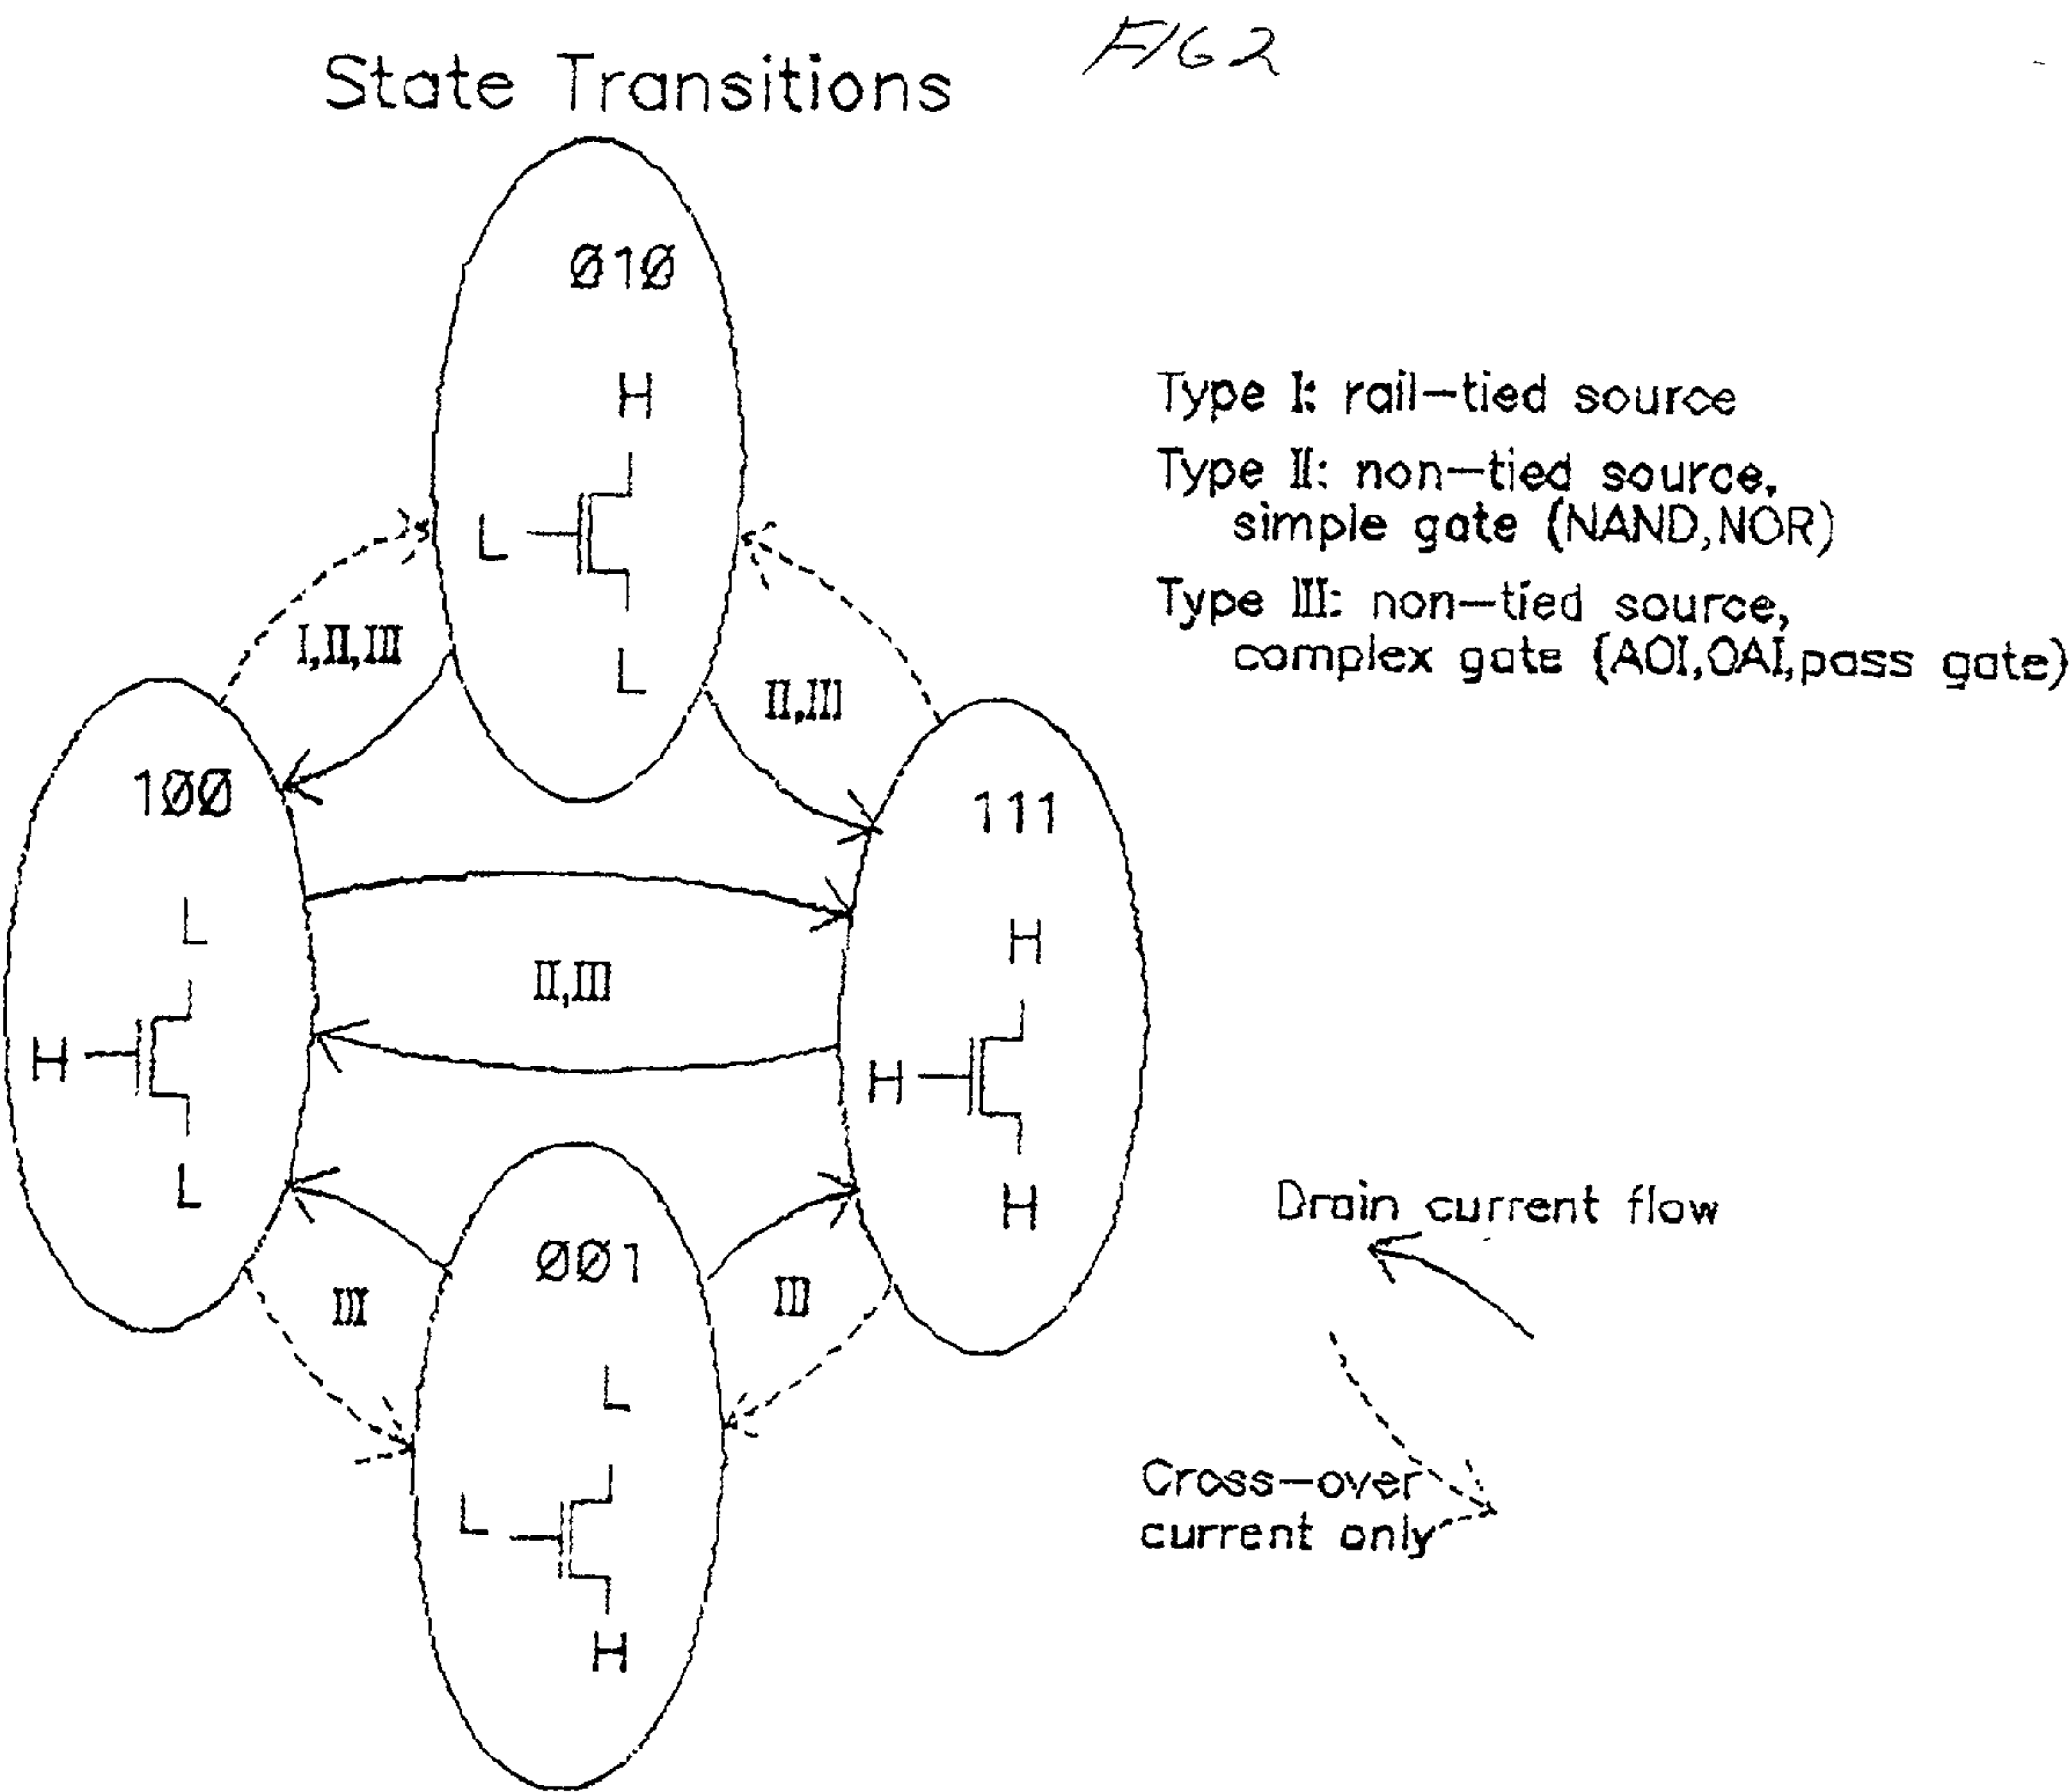 FIG 2
State Transitions
Ø1Ø
H
L
L
Type I: rail-tied source
Type II: non-tied source,
simple gate (NAND,NOR)
Type III: non-tied source,
complex gate (AOI,OAI,pass gate)
I,II,III
II,III
1ØØ
L
H
L
111
H
H
H
II,III
ØØ1
L
L
H
III
III
Drain current flow
Cross-over
current only